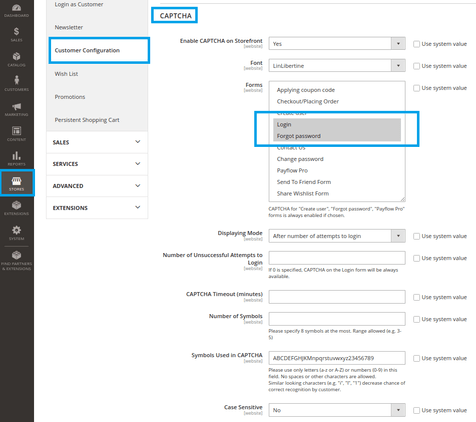 DASHBOARD
SALES
CATALOG
CUSTOMERS
MARKETING
CONTENT
REPORTS
STORES
EXTENSIONS
SYSTEM
FIND PARTNERS
& EXTENSIONS
Login as Customer
Newsletter
Customer Configuration
Wish List
Promotions
Persistent Shopping Cart
SALES
SERVICES
ADVANCED
EXTENSIONS
CAPTCHA
Enable CAPTCHA on Storefront
[website]
Yes
Use system value
Font
[website]
LinLibertine
Use system value
Forms
[website]
Applying coupon code
Checkout/Placing Order
Create user
Login
Forgot password
Contact Us
Change password
Payflow Pro
Send To Friend Form
Share Wishlist Form
Use system value
CAPTCHA for "Create user", "Forgot password", "Payflow Pro"
forms is always enabled if chosen.
Displaying Mode
[website]
After number of attempts to login
Use system value
Number of Unsuccessful Attempts to
Login
[website]
Use system value
If 0 is specified, CAPTCHA on the Login form will be always
available.
CAPTCHA Timeout (minutes)
[website]
Use system value
Number of Symbols
[website]
Use system value
Please specify 8 symbols at the most. Range allowed (e.g. 3-
5)
Symbols Used in CAPTCHA
[website]
ABCDEFGHJKMnpqrstuvwxyz23456789
Use system value
Please use only letters (a-z or A-Z) or numbers (0-9) in this
field. No spaces or other characters are allowed.
Similar looking characters (e.g. "i", "l", "1") decrease chance of
correct recognition by customer.
Case Sensitive
[website]
No
Use system value